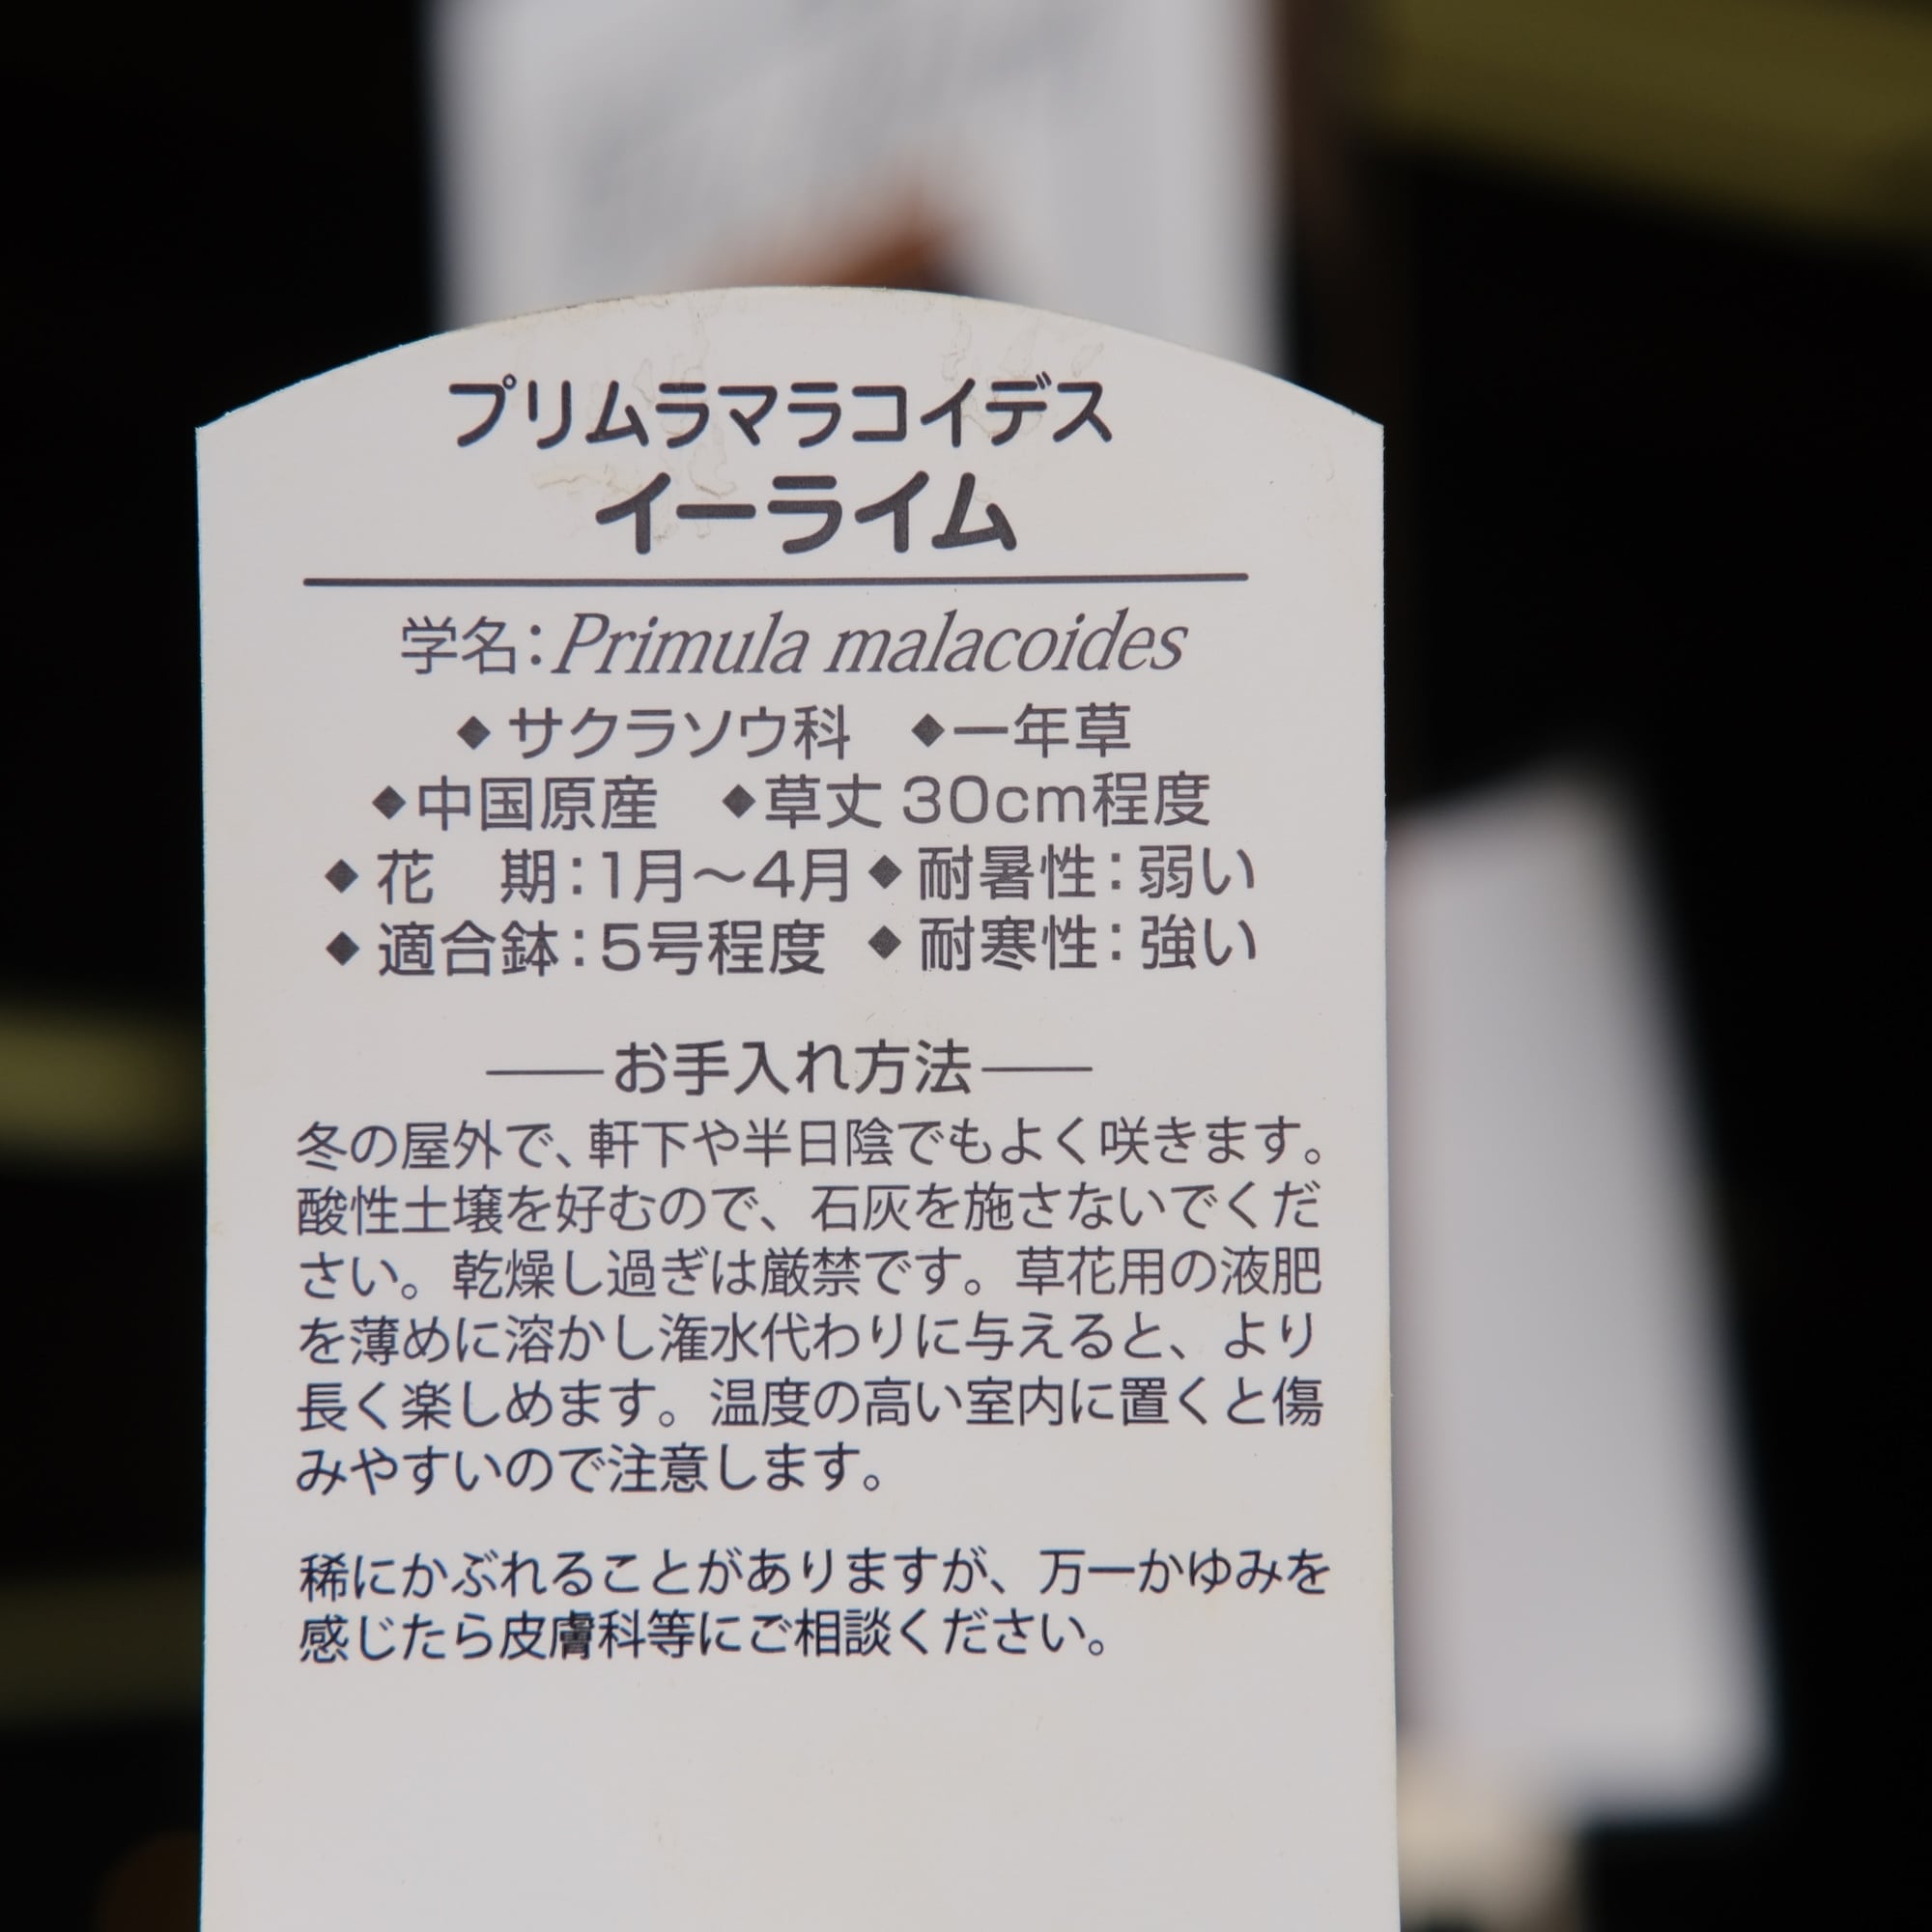 プリムラマラコイデス
イーライム
学名：Primula malacoides
◆サクラソウ科　◆一年草
◆中国原産　◆草丈 30cm程度
◆花　期：1月～4月 ◆耐暑性：弱い
◆適合鉢：5号程度　◆耐寒性：強い
――お手入れ方法――
冬の屋外で、軒下や半日陰でもよく咲きます。
酸性土壌を好むので、石灰を施さないでくだ
さい。乾燥し過ぎは厳禁です。草花用の液肥
を薄めに溶かし潅水代わりに与えると、より
長く楽しめます。温度の高い室内に置くと傷
みやすいので注意します。
稀にかぶれることがありますが、万一かゆみを
感じたら皮膚科等にご相談ください。